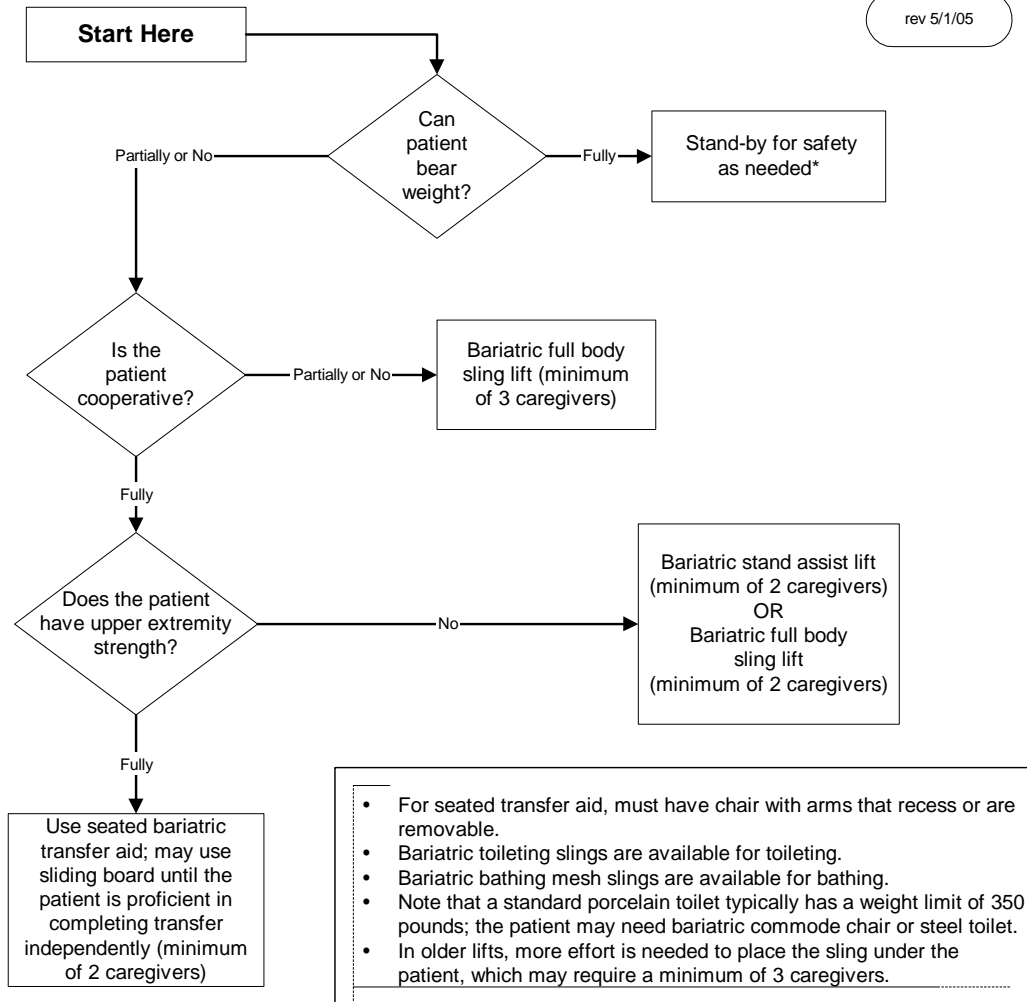 Start Here
rev 5/1/05
Can
patient
bear
weight?
Partially or No
Fully
Stand-by for safety
as needed*
Is the
patient
cooperative?
Partially or No
Bariatric full body
sling lift (minimum
of 3 caregivers)
Fully
Does the patient
have upper extremity
strength?
No
Bariatric stand assist lift
(minimum of 2 caregivers)
OR
Bariatric full body
sling lift
(minimum of 2 caregivers)
Fully
Use seated bariatric
transfer aid; may use
sliding board until the
patient is proficient in
completing transfer
independently (minimum
of 2 caregivers)
• For seated transfer aid, must have chair with arms that recess or are
removable.
• Bariatric toileting slings are available for toileting.
• Bariatric bathing mesh slings are available for bathing.
• Note that a standard porcelain toilet typically has a weight limit of 350
pounds; the patient may need bariatric commode chair or steel toilet.
• In older lifts, more effort is needed to place the sling under the
patient, which may require a minimum of 3 caregivers.